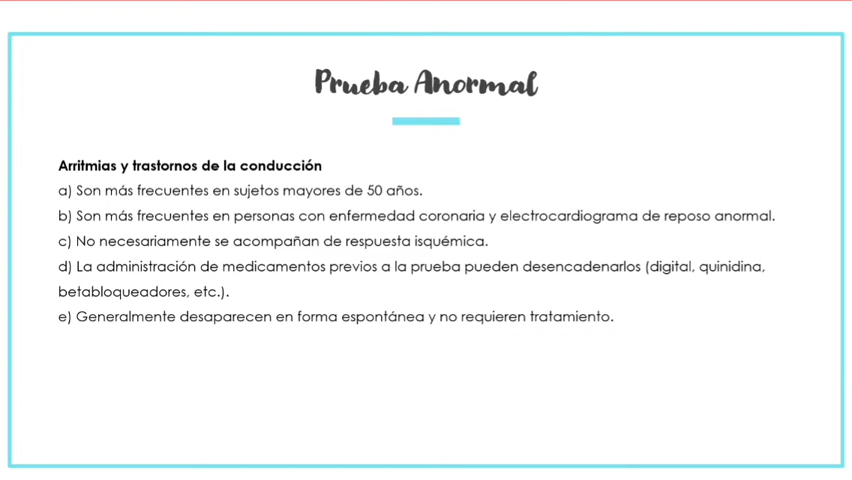 Prueba Anormal
Arritmias y trastornos de la conducción
a) Son más frecuentes en sujetos mayores de 50 años.
b) Son más frecuentes en personas con enfermedad coronaria y electrocardiograma de reposo anormal.
c) No necesariamente se acompañan de respuesta isquémica.
d) La administración de medicamentos previos a la prueba pueden desencadenarlos (digital, quinidina,
betabloqueadores, etc.).
e) Generalmente desaparecen en forma espontánea y no requieren tratamiento.